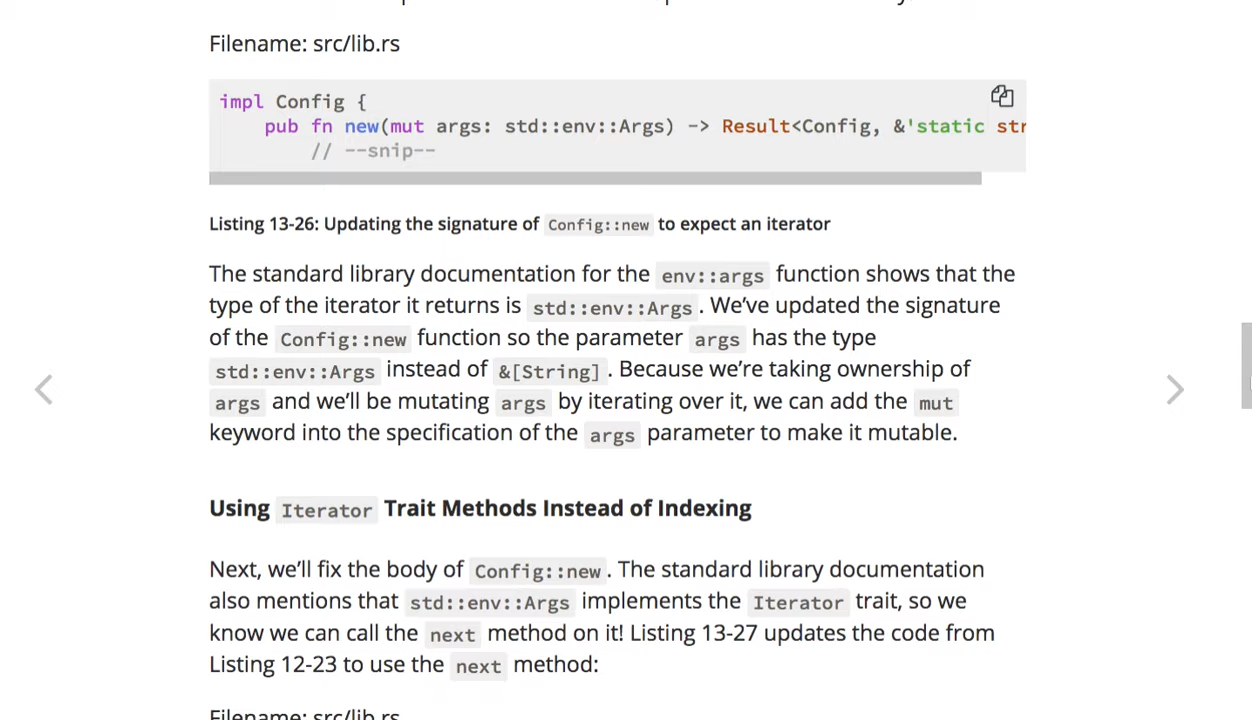 Filename: src/lib.rs
impl Config {
    pub fn new(mut args: std::env::Args) -> Result<Config, &'static str
        // --snip--
Listing 13-26: Updating the signature of Config::new to expect an iterator
The standard library documentation for the env::args function shows that the
type of the iterator it returns is std::env::Args. We’ve updated the signature
of the Config::new function so the parameter args has the type
std::env::Args instead of &[String]. Because we’re taking ownership of
args and we’ll be mutating args by iterating over it, we can add the mut
keyword into the specification of the args parameter to make it mutable.
Using Iterator Trait Methods Instead of Indexing
Next, we’ll fix the body of Config::new. The standard library documentation
also mentions that std::env::Args implements the Iterator trait, so we
know we can call the next method on it! Listing 13-27 updates the code from
Listing 12-23 to use the next method:
Filename: src/lib.rs